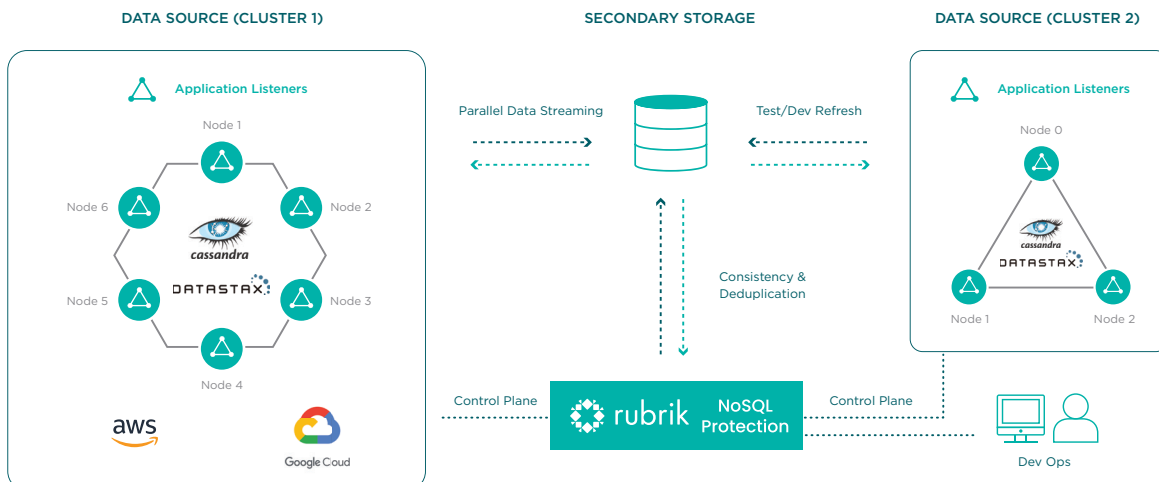 DATA SOURCE (CLUSTER 1)
SECONDARY STORAGE
DATA SOURCE (CLUSTER 2)
Application Listeners
Node 1
Node 6
Node 2
cassandra
DATASTAX
Node 5
Node 3
Node 4
aws
Google Cloud
Parallel Data Streaming
Test/Dev Refresh
Consistency &
Deduplication
Control Plane
rubrik
NoSQL
Protection
Control Plane
Application Listeners
Node 0
cassandra
DATASTAX
Node 1
Node 2
Dev Ops